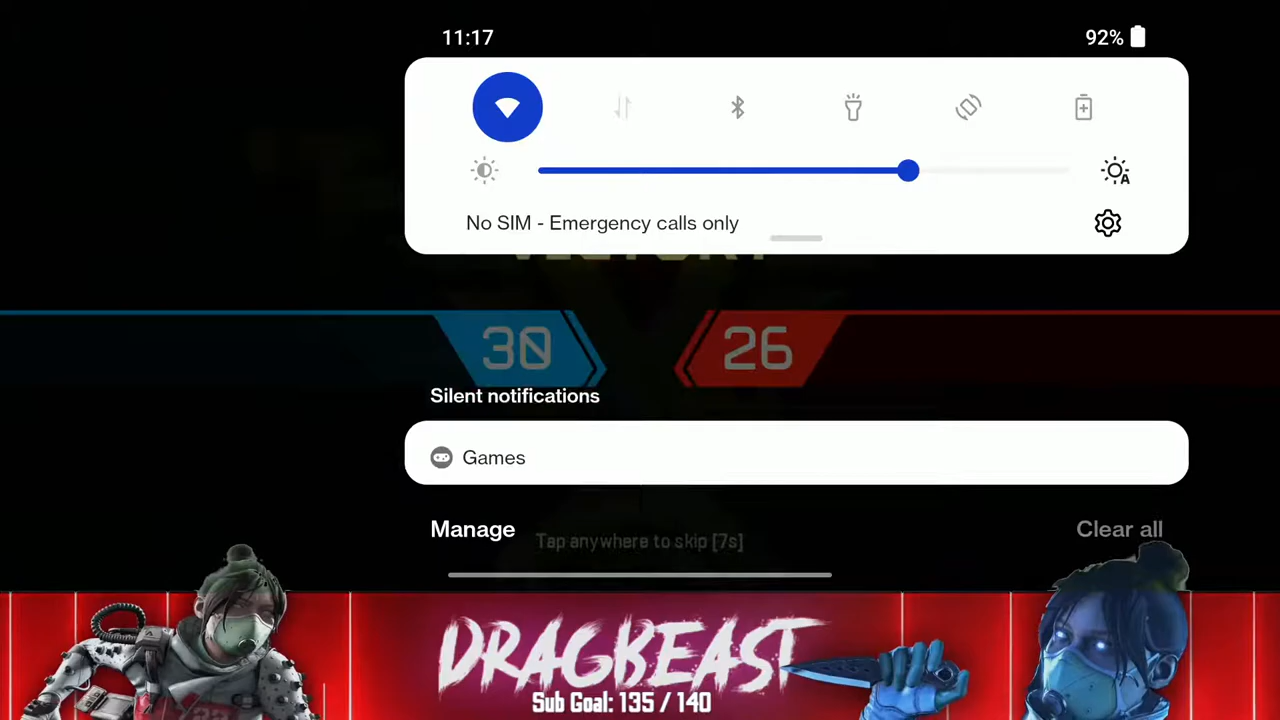 11:17
92%
No SIM - Emergency calls only
VICTORY
30
26
Silent notifications
Games
Manage
Clear all
Tap anywhere to skip [7s]
DRAGBEAST
Sub Goal: 135 / 140